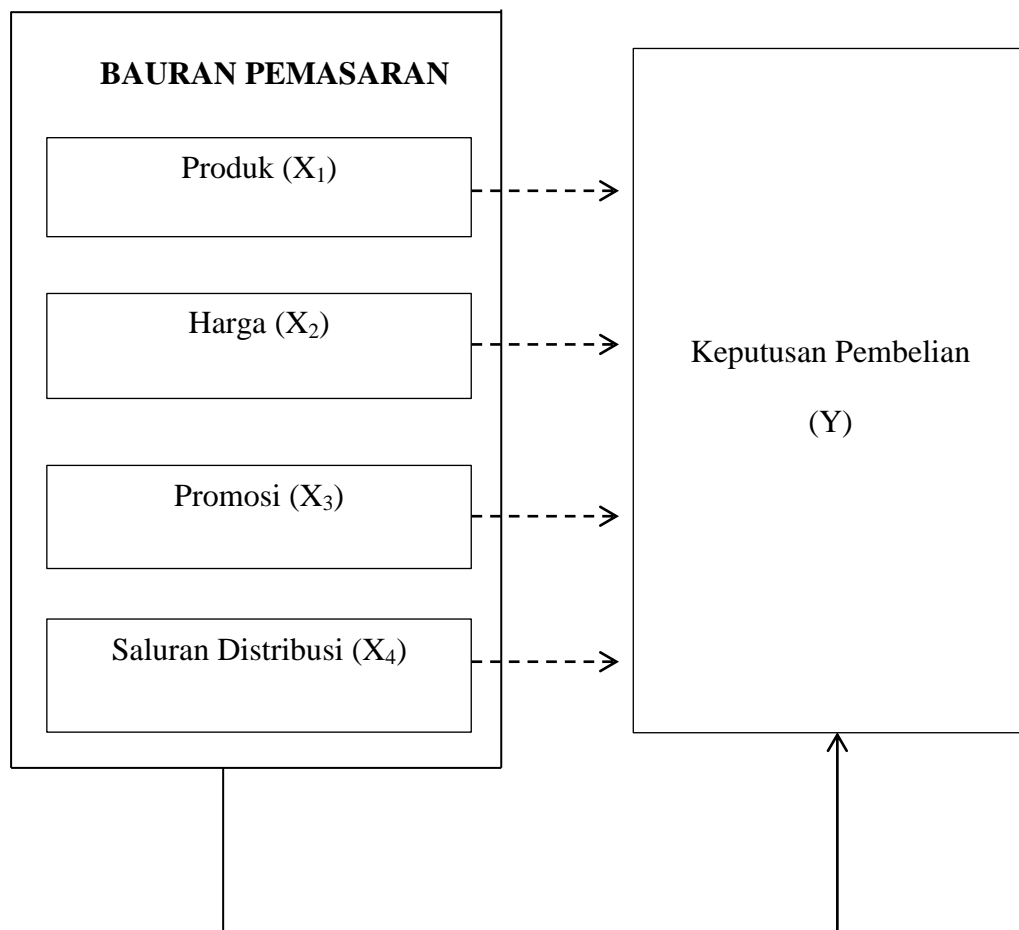 BAURAN PEMASARAN
Produk (X₁)
Harga (X₂)
Promosi (X₃)
Saluran Distribusi (X₄)
Keputusan Pembelian
(Y)